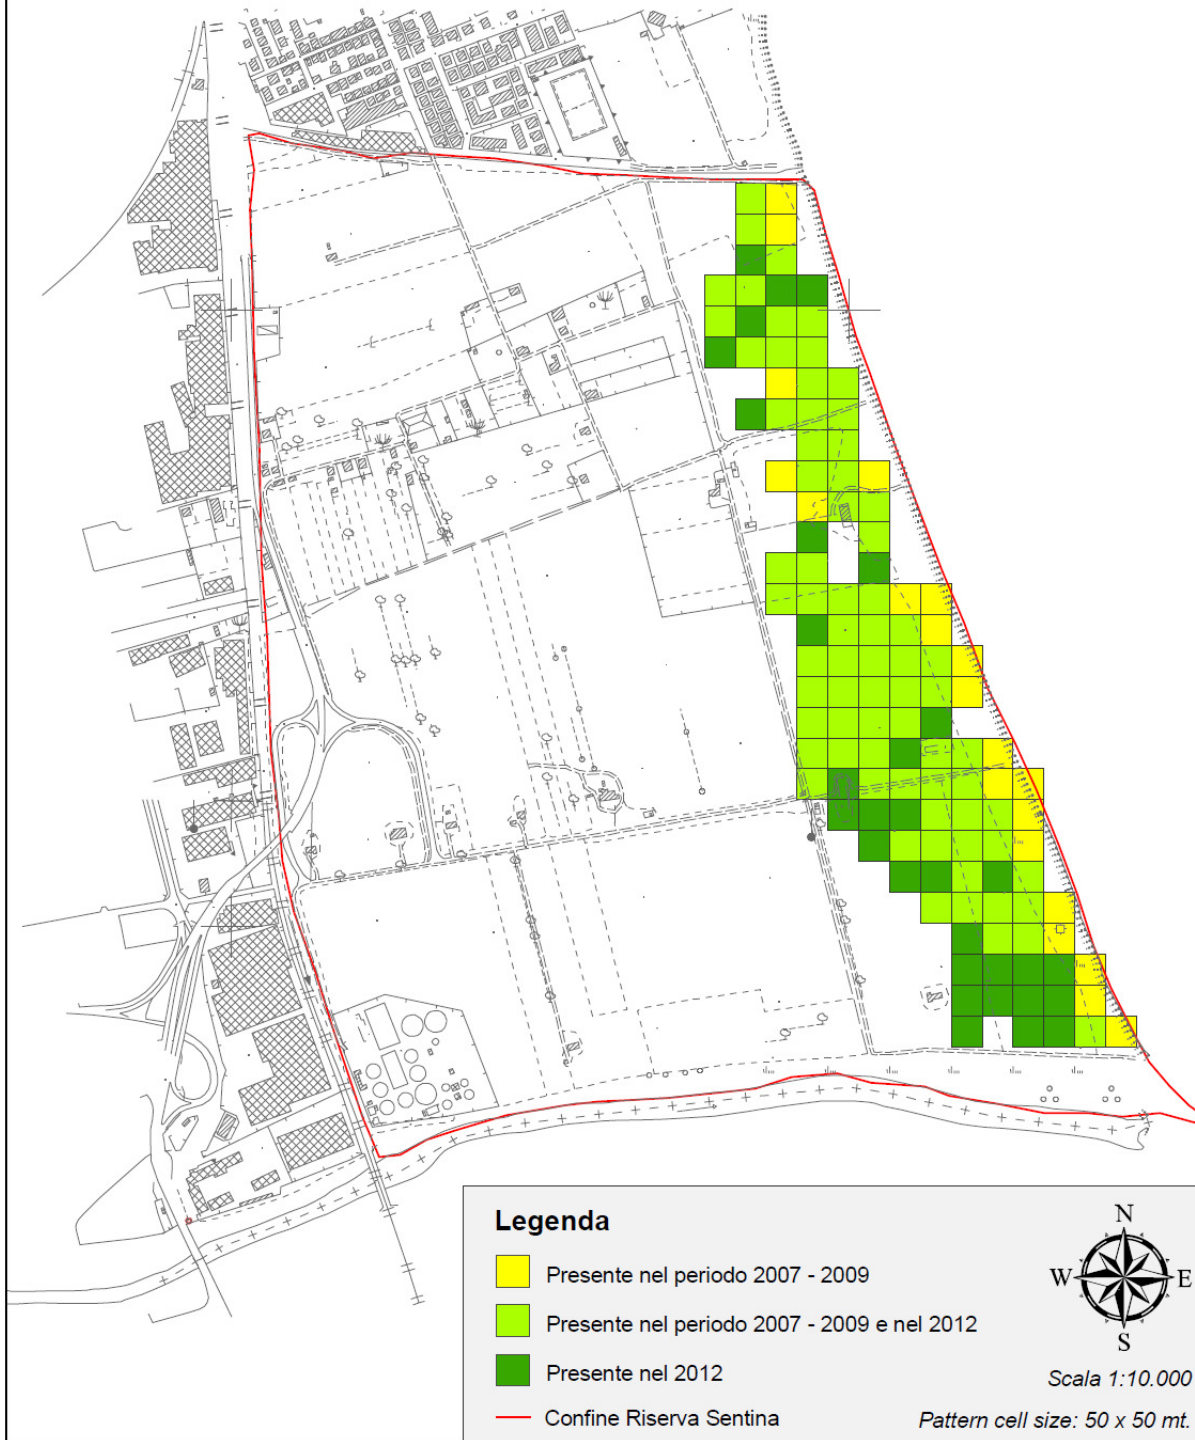 Legenda
N
W E
S
Presente nel periodo 2007 - 2009
Presente nel periodo 2007 - 2009 e nel 2012
Presente nel 2012
Scala 1:10.000
Confine Riserva Sentina
Pattern cell size: 50 x 50 mt.